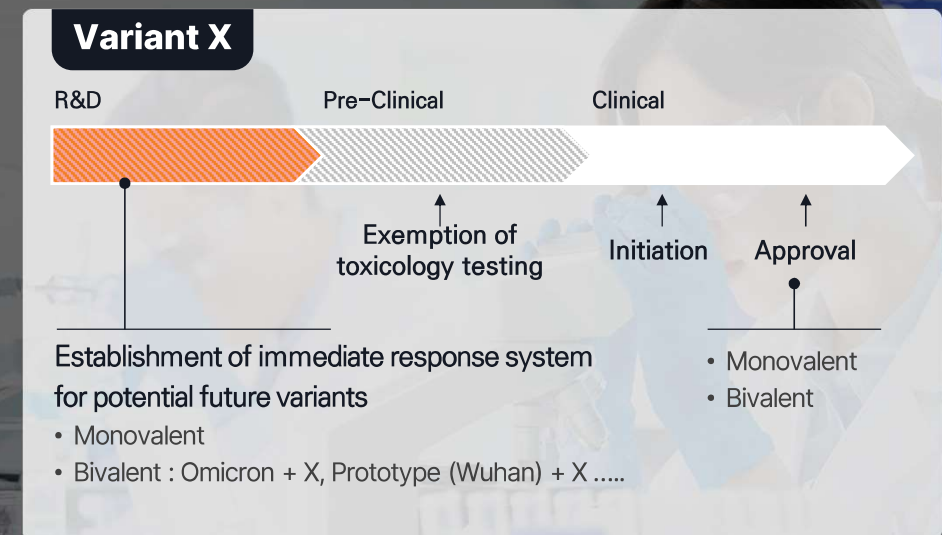 Variant X
R&D
Pre-Clinical
Clinical
Exemption of
toxicology testing
Initiation
Approval
Establishment of immediate response system
for potential future variants
• Monovalent
• Bivalent : Omicron + X, Prototype (Wuhan) + X .....
• Monovalent
• Bivalent